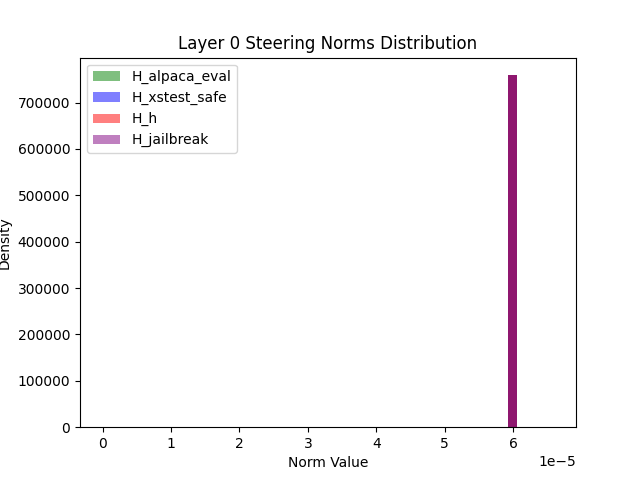 Layer 0 Steering Norms Distribution
H_alpaca_eval
H_xstest_safe
H_h
H_jailbreak
Density
700000
600000
500000
400000
300000
200000
100000
0
0 1 2 3 4 5 6
1e−5
Norm Value